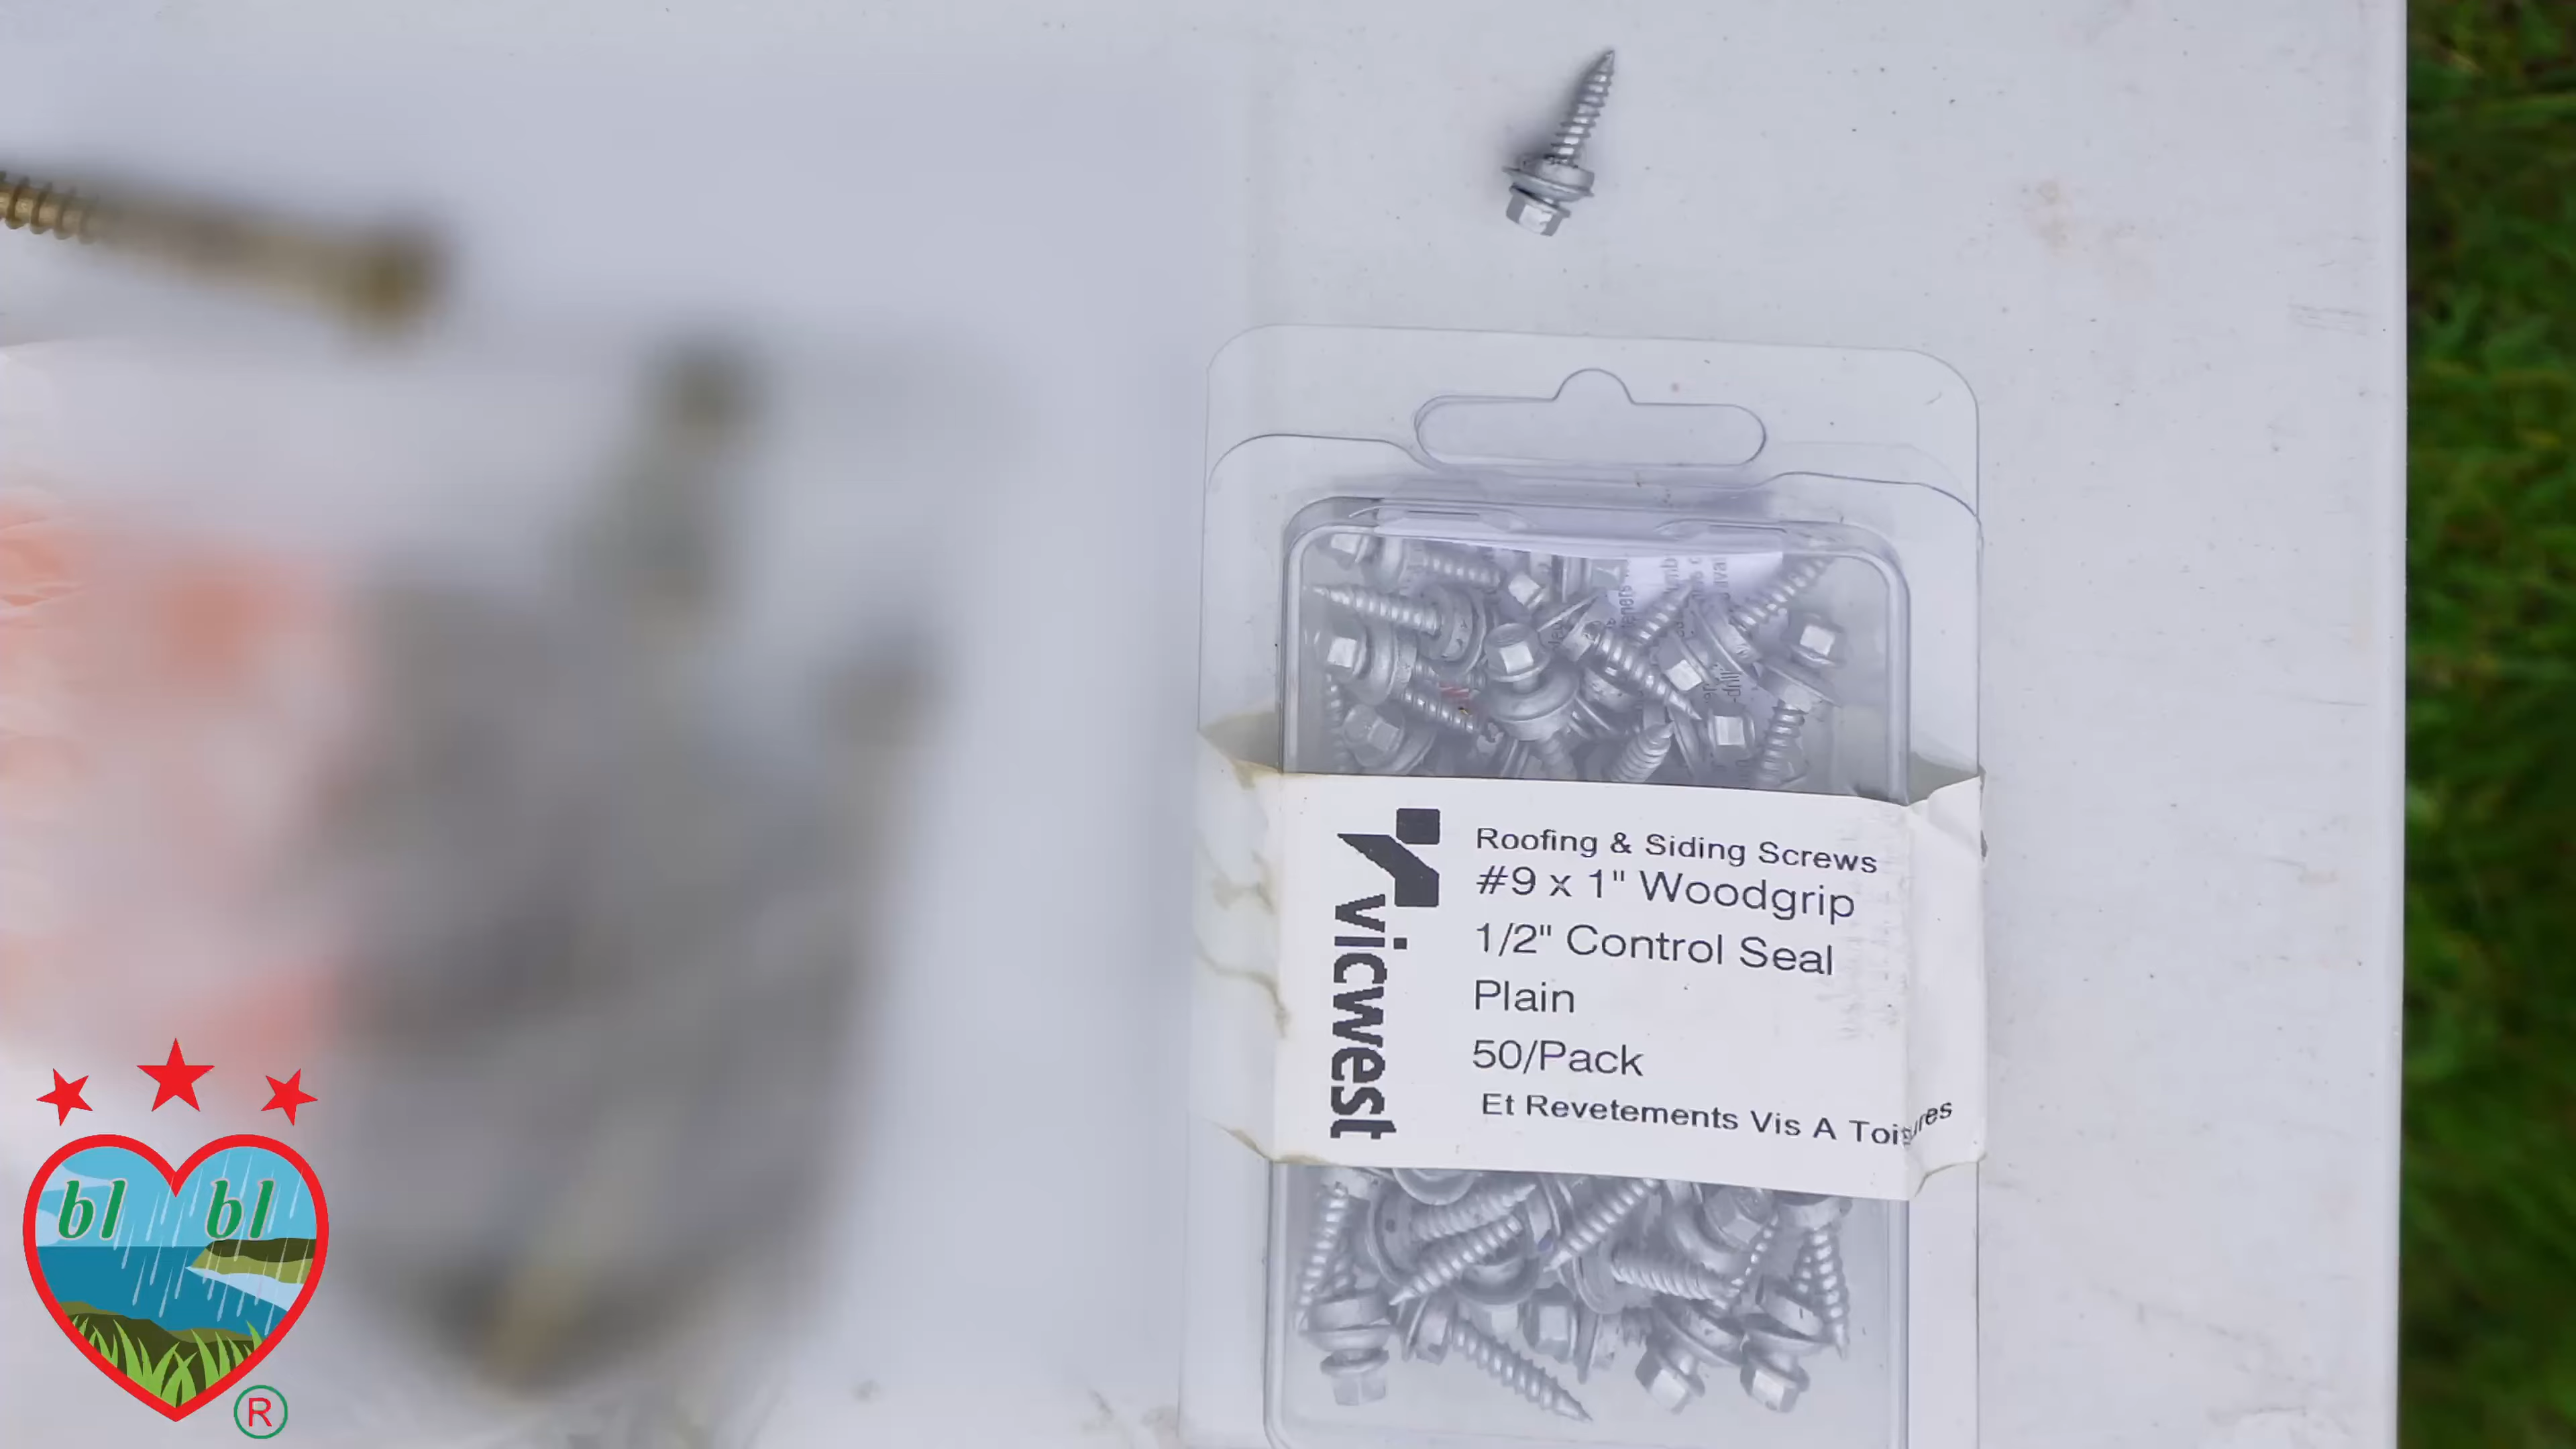 vicwest
Roofing & Siding Screws
#9 x 1" Woodgrip
1/2" Control Seal
Plain
50/Pack
Et Revetements Vis A
bl bl
R